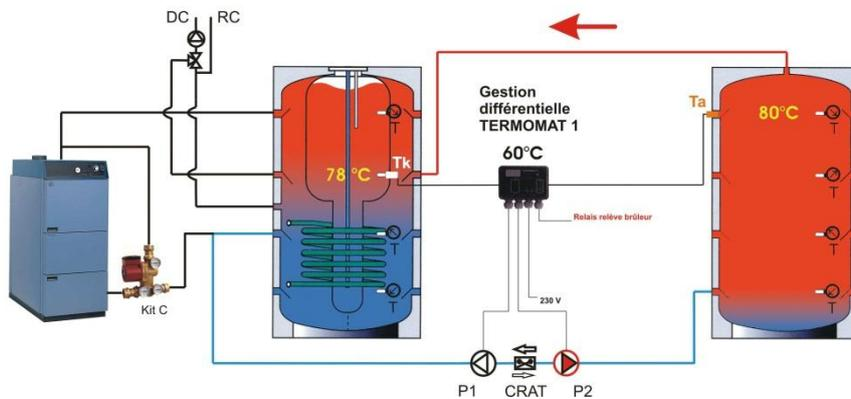 DC RC
Gestion
différentielle
TERMOMAT 1
60°C
Ta
80°C
T
T
T
T
78 °C
Tk
T
T
T
Relais relève brûleur
230 V
Kit C
P1
CRAT
P2